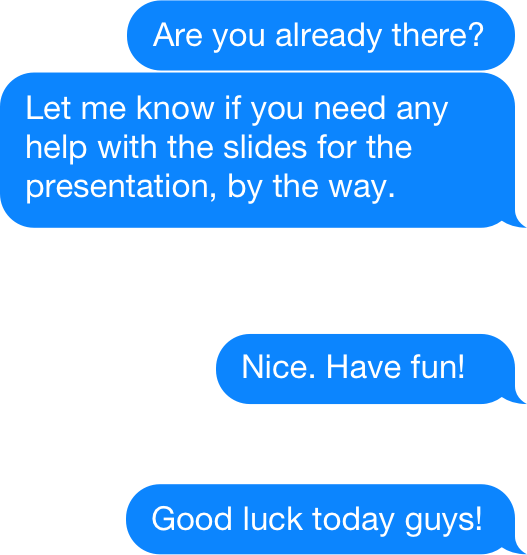 Are you already there?
Let me know if you need any
help with the slides for the
presentation, by the way.
Nice. Have fun!
Good luck today guys!